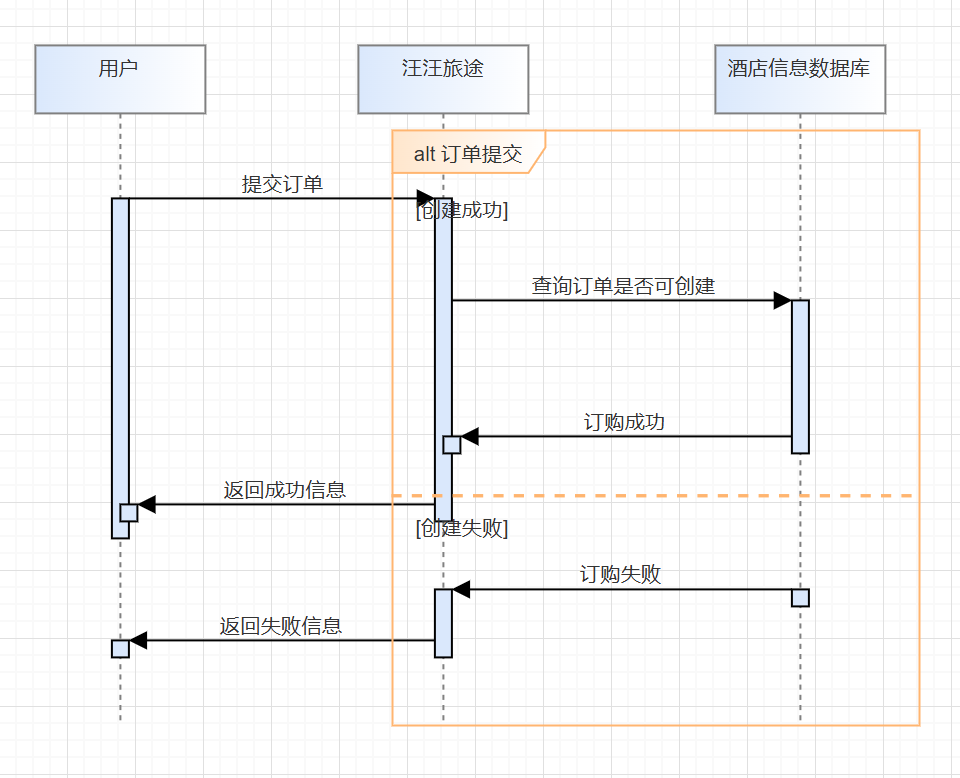 用户
汪汪旅途
酒店信息数据库
alt 订单提交
提交订单
[创建成功]
查询订单是否可创建
订购成功
返回成功信息
[创建失败]
订购失败
返回失败信息